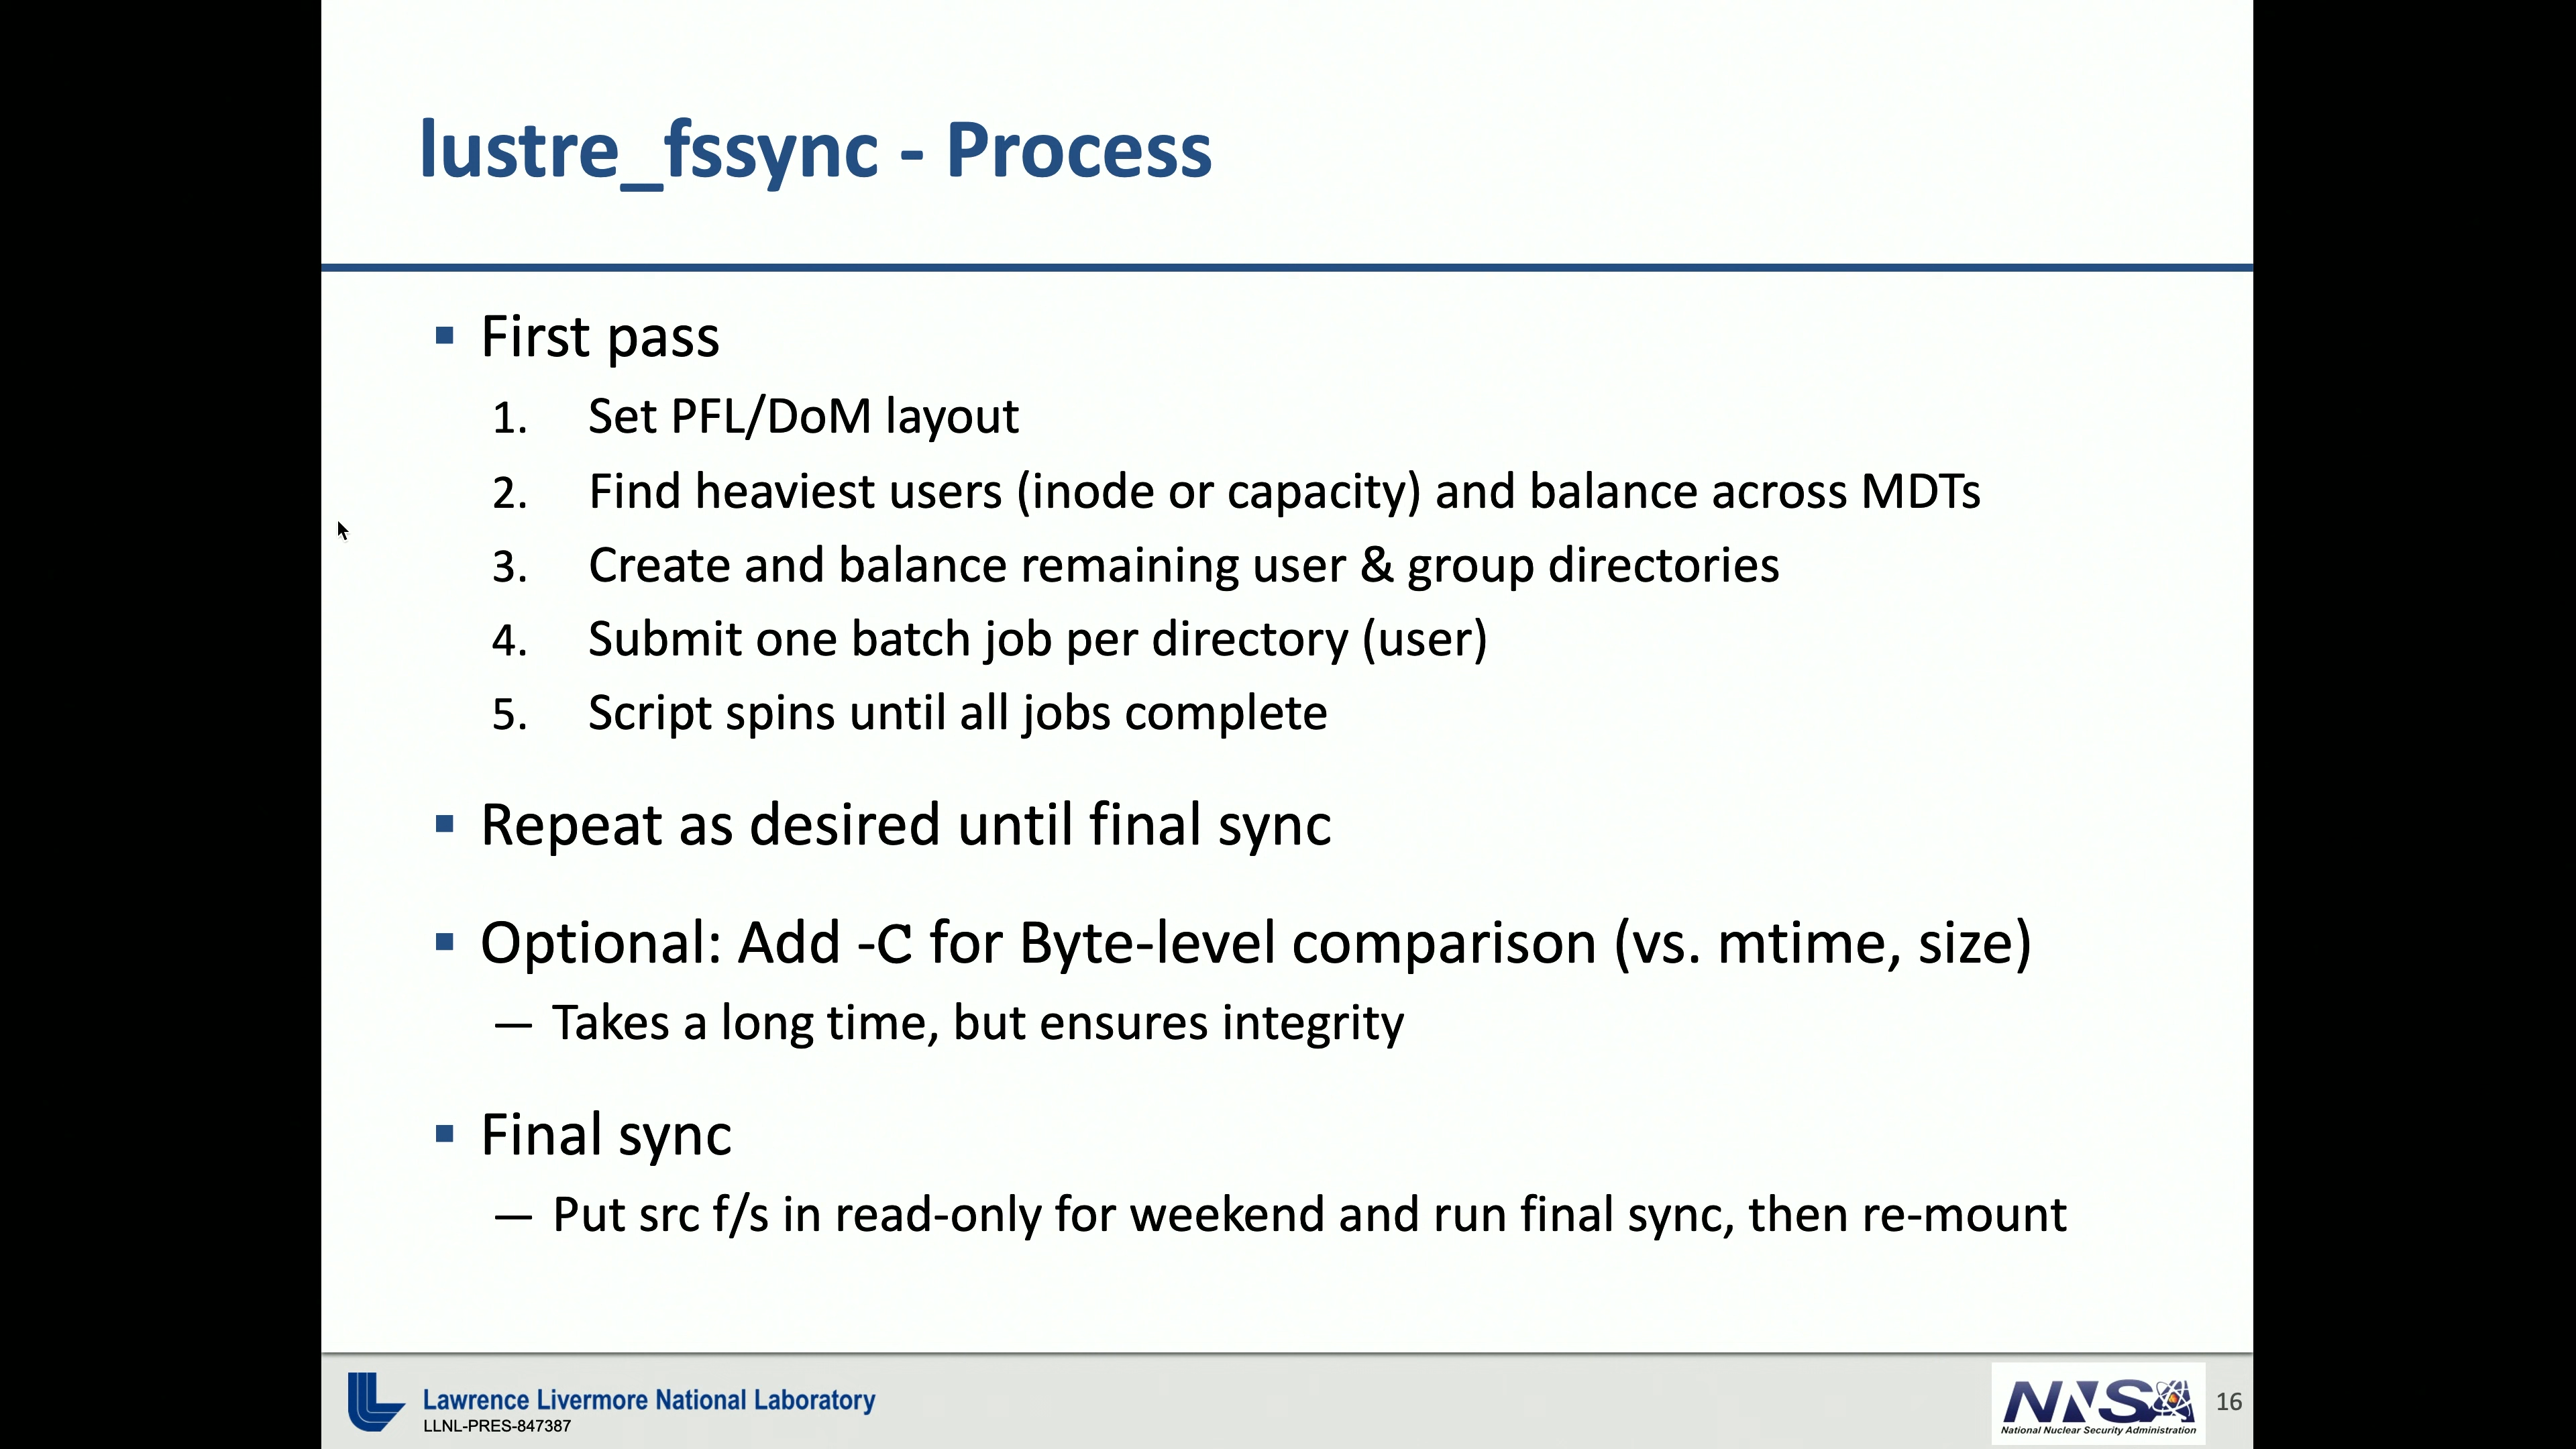 lustre_fssync - Process
▪ First pass
1. Set PFL/DoM layout
2. Find heaviest users (inode or capacity) and balance across MDTs
3. Create and balance remaining user & group directories
4. Submit one batch job per directory (user)
5. Script spins until all jobs complete
▪ Repeat as desired until final sync
▪ Optional: Add -C for Byte-level comparison (vs. mtime, size)
— Takes a long time, but ensures integrity
▪ Final sync
— Put src f/s in read-only for weekend and run final sync, then re-mount
Lawrence Livermore National Laboratory
LLNL-PRES-847387
NNSA
National Nuclear Security Administration
16